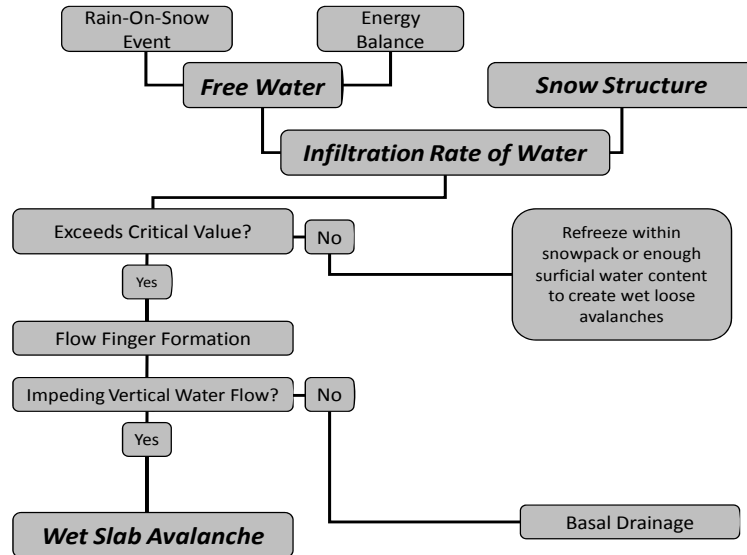 Rain-On-Snow
Event
Energy
Balance
Free Water
Snow Structure
Infiltration Rate of Water
Exceeds Critical Value?
No
Refreeze within
snowpack or enough
surficial water content
to create wet loose
avalanches
Yes
Flow Finger Formation
Impeding Vertical Water Flow?
No
Yes
Wet Slab Avalanche
Basal Drainage